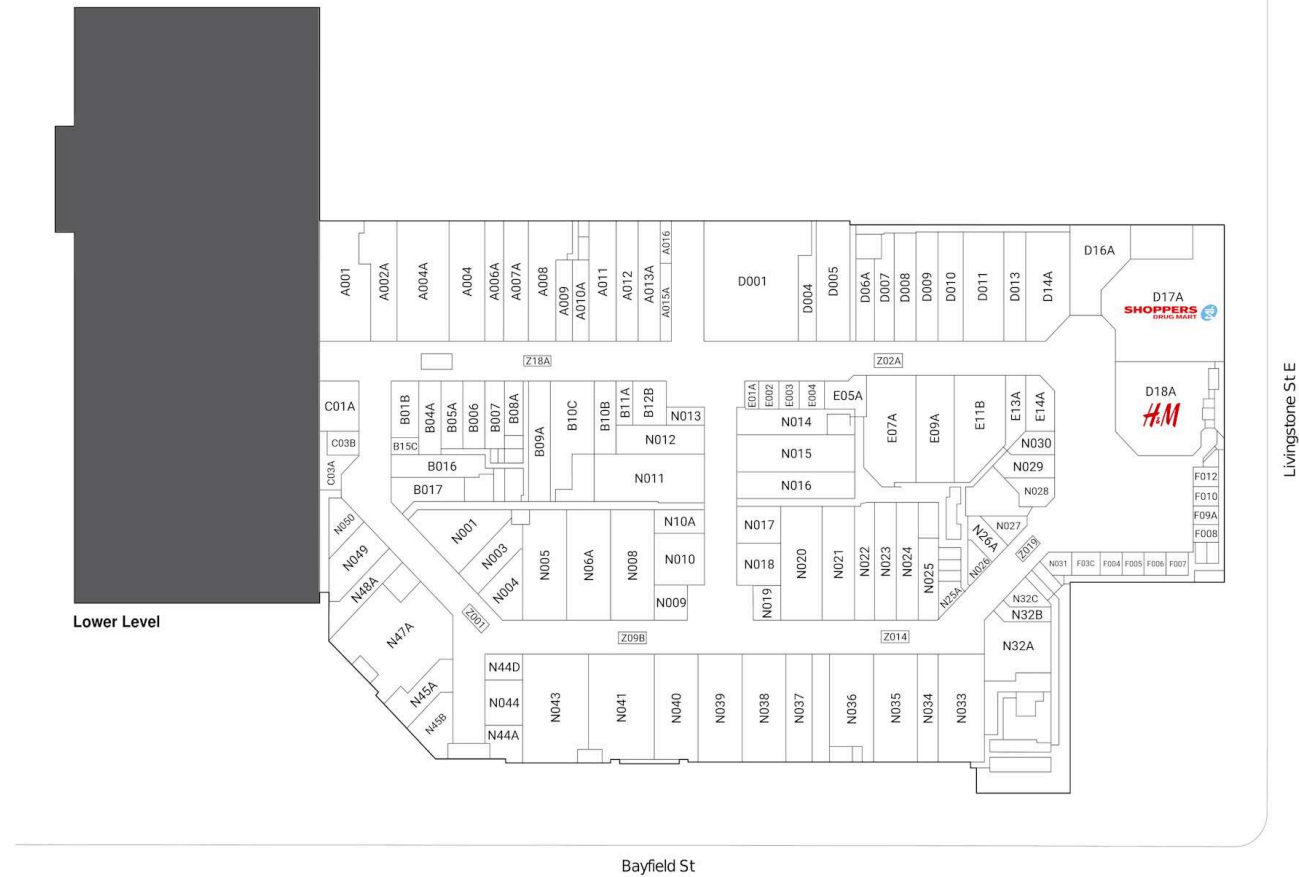 A001
A002A
A004A
A004
A006A
A007A
A008
A009
A010A
A011
A012
A013A
A016
A015A
D001
D004
D005
D06A
D007
D008
D009
D010
D011
D013
D14A
D16A
D17A
SHOPPERS
DRUG MART
D18A
H&M
Z18A
Z02A
C01A
C03B
C03A
B01B
B04A
B05A
B006
B007
B08A
B09A
B10C
B10B
B11A
B12B
B15C
B016
B017
N013
N012
N011
E01A
E002
E003
E004
E05A
E07A
E09A
E11B
E13A
E14A
N014
N015
N016
N030
N029
N028
N027
N26A
N026
N25A
Z019
F012
F010
F09A
F008
N031
F03C
F004
F005
F006
F007
N050
N049
N48A
N47A
N45A
N45B
N001
N003
N004
N005
N06A
N008
N10A
N010
N009
N017
N018
N019
N020
N021
N022
N023
N024
N025
Z001
Z09B
Z014
N32C
N32B
N32A
N44D
N044
N44A
N043
N041
N040
N039
N038
N037
N036
N035
N034
N033
Lower Level
Livingstone St E
Bayfield St